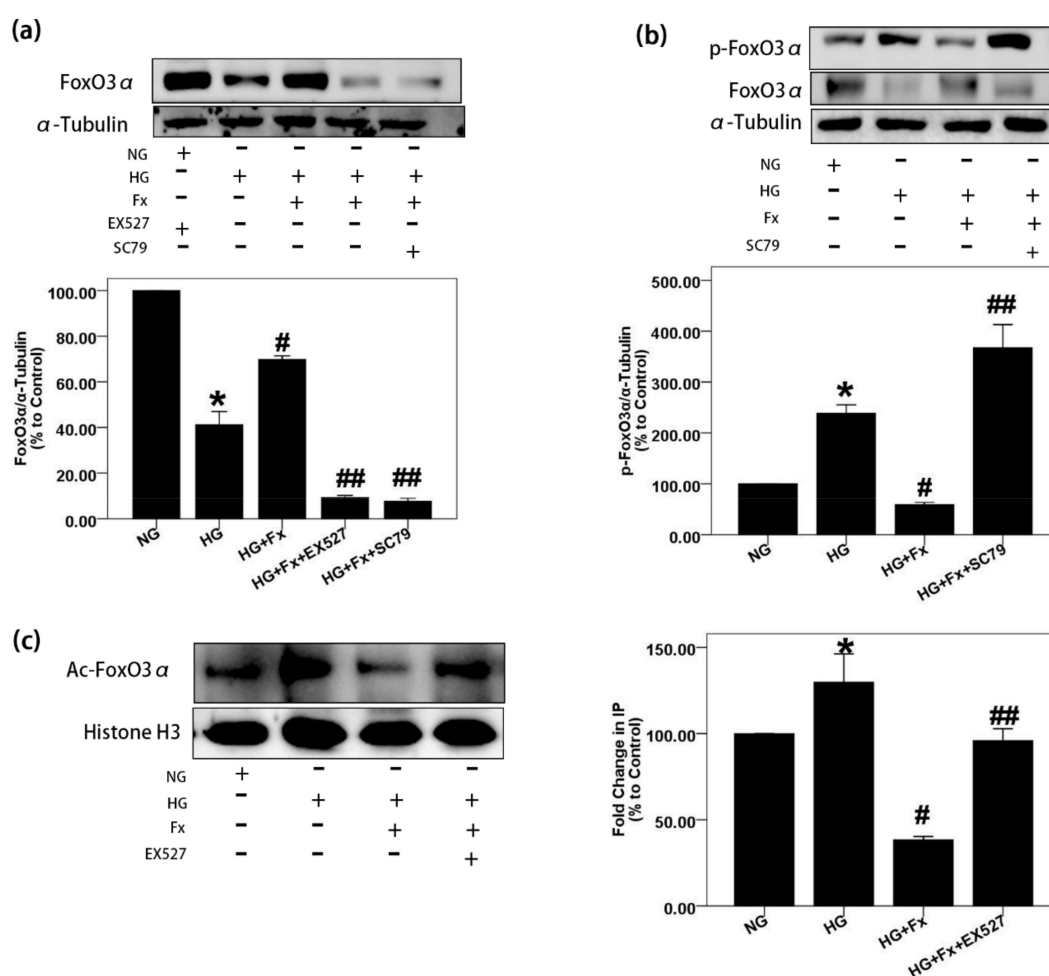 (a)
FoxO3α
α-Tubulin
NG + - - - -
HG - + + + +
Fx - - + + +
EX527 + - - - -
SC79 - - - - +
FoxO3α/α-Tubulin
(% to Control)
100.00
80.00
60.00
40.00
20.00
0.00
* # ## ##
NG HG HG+Fx HG+Fx+EX527 HG+Fx+SC79
(b)
p-FoxO3α
FoxO3α
α-Tubulin
NG + - - -
HG - + + +
Fx - - + +
SC79 - - - +
p-FoxO3α/α-Tubulin
(% to Control)
500.00
400.00
300.00
200.00
100.00
0.00
* # ##
NG HG HG+Fx HG+Fx+SC79
(c)
Ac-FoxO3α
Histone H3
NG + - - -
HG - + + +
Fx - - + +
EX527 - - - +
Fold Change in IP
(% to Control)
150.00
100.00
50.00
0.00
* # ##
NG HG HG+Fx HG+Fx+EX527